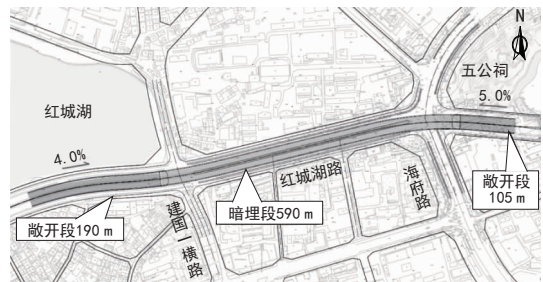 N
五公祠
5.0%
红城湖
4.0%
红城湖路
海府路
敞开段
105 m
暗埋段590 m
敞开段190 m
建国一横路